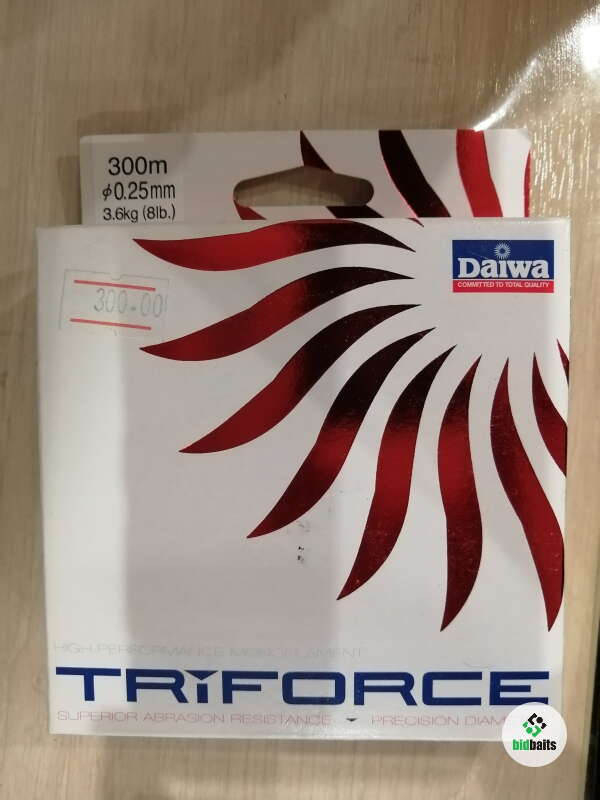 300m
φ0.25mm
3.6kg (8lb.)
Daiwa
COMMITTED TO TOTAL QUALITY
300.00
HIGH PERFORMANCE MONOFILAMENT
TRiFORCE
SUPERIOR ABRASION RESISTANCE PRECISION
bidbaits